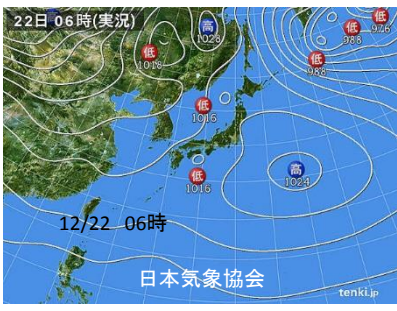 22日 06時(実況)
高
1028
低
1018
低
988
低
976
低
988
低
1016
低
1016
高
1024
12/22 06時
日本気象協会
tenki.jp